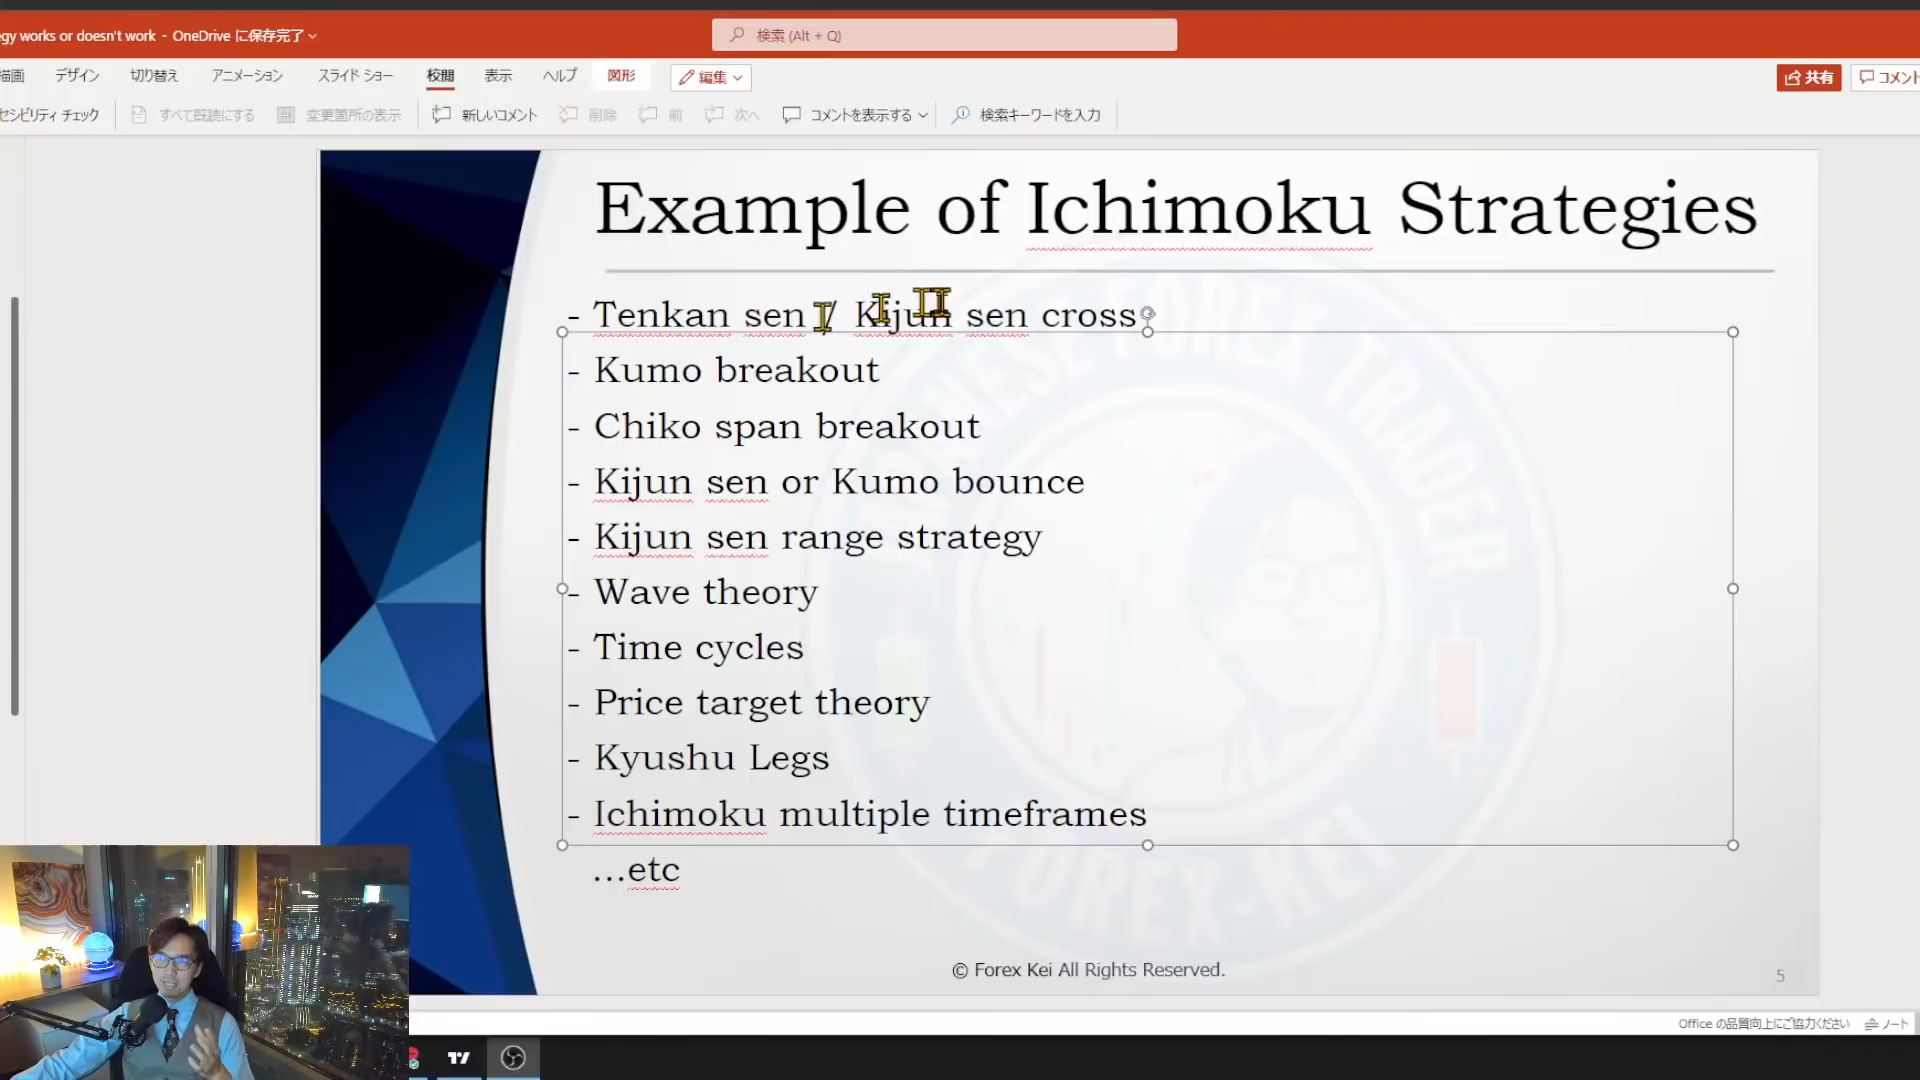 egy works or doesn't work - OneDrive に保存完了
検索 (Alt + Q)
描画 デザイン 切り替え アニメーション スライド ショー 校閲 表示 ヘルプ 図形 編集 共有 コメント
セシビリティ チェック すべて既読にする 変更箇所の表示 新しいコメント 削除 前 次へ コメントを表示する 検索キーワードを入力
Example of Ichimoku Strategies
- Tenkan sen / Kijun sen cross
- Kumo breakout
- Chiko span breakout
- Kijun sen or Kumo bounce
- Kijun sen range strategy
- Wave theory
- Time cycles
- Price target theory
- Kyushu Legs
- Ichimoku multiple timeframes
...etc
JAPANESE FOREX TRADER
FOREX-KEI
© Forex Kei All Rights Reserved.
5
Office の品質向上にご協力ください ノート